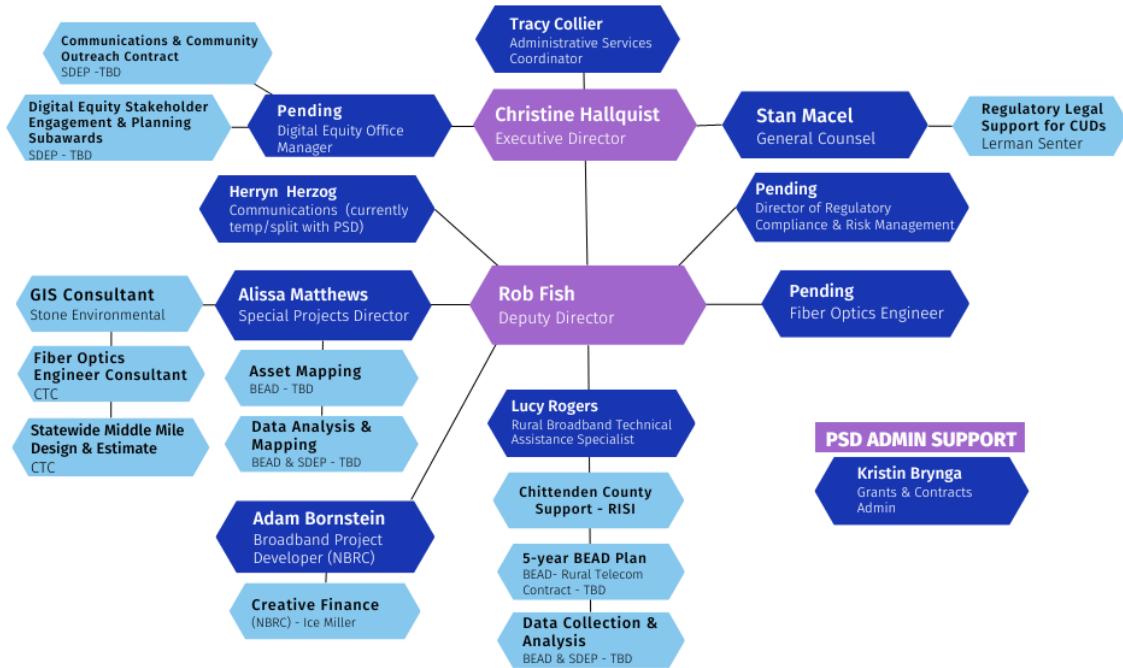 Tracy Collier
Administrative Services
Coordinator
Communications & Community
Outreach Contract
SDEP -TBD
Digital Equity Stakeholder
Engagement & Planning
Subawards
SDEP - TBD
Pending
Digital Equity Office
Manager
Christine Hallquist
Executive Director
Stan Macel
General Counsel
Regulatory Legal
Support for CUDs
Lerman Senter
Herryn Herzog
Communications (currently
temp/split with PSD)
Pending
Director of Regulatory
Compliance & Risk Management
GIS Consultant
Stone Environmental
Alissa Matthews
Special Projects Director
Rob Fish
Deputy Director
Pending
Fiber Optics Engineer
Fiber Optics
Engineer Consultant
CTC
Statewide Middle Mile
Design & Estimate
CTC
Asset Mapping
BEAD - TBD
Data Analysis &
Mapping
BEAD & SDEP - TBD
Lucy Rogers
Rural Broadband Technical
Assistance Specialist
Chittenden County
Support - RISI
5-year BEAD Plan
BEAD- Rural Telecom
Contract - TBD
Data Collection &
Analysis
BEAD & SDEP - TBD
Adam Bornstein
Broadband Project
Developer (NBRC)
Creative Finance
(NBRC) - Ice Miller
PSD ADMIN SUPPORT
Kristin Brynga
Grants & Contracts
Admin